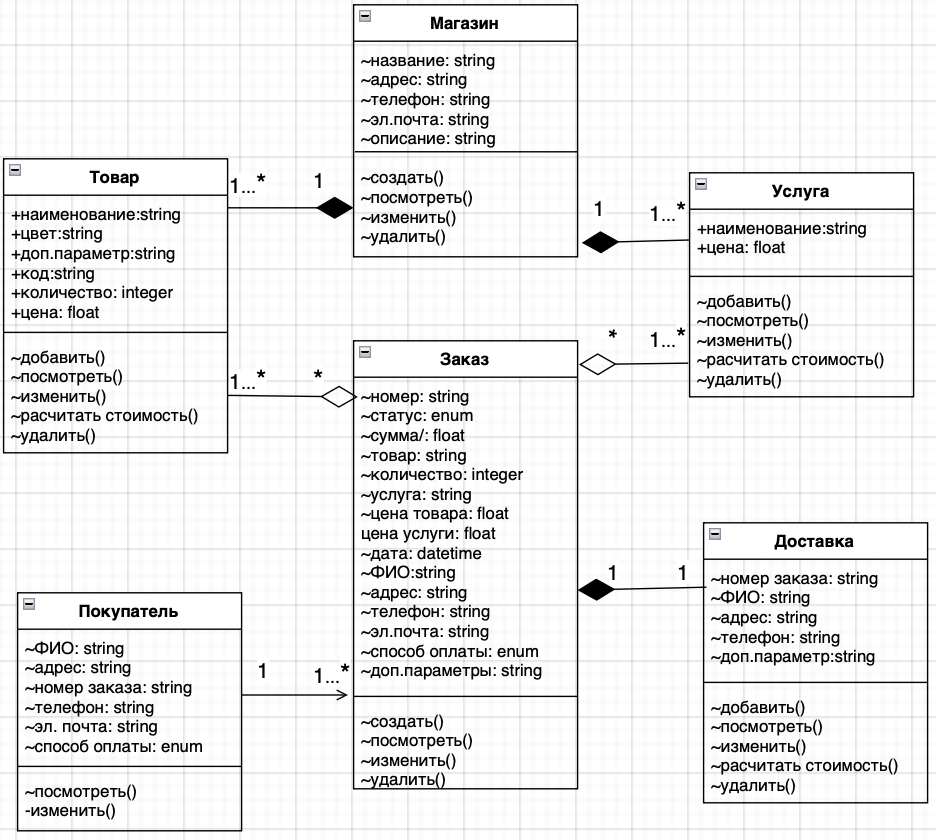 Магазин
~название: string
~адрес: string
~телефон: string
~эл.почта: string
~описание: string
~создать()
~посмотреть()
~изменить()
~удалить()
Товар
+наименование:string
+цвет:string
+доп.параметр:string
+код:string
+количество: integer
+цена: float
~добавить()
~посмотреть()
~изменить()
~расчитать стоимость()
~удалить()
1...*
1
1
1...*
Услуга
+наименование:string
+цена: float
~добавить()
~посмотреть()
~изменить()
~расчитать стоимость()
~удалить()
1...*
*
*
1...*
Заказ
~номер: string
~статус: enum
~сумма/: float
~товар: string
~количество: integer
~услуга: string
~цена товара: float
цена услуги: float
~дата: datetime
~ФИО:string
~адрес: string
~телефон: string
~эл.почта: string
~способ оплаты: enum
~доп.параметры: string
~создать()
~посмотреть()
~изменить()
~удалить()
1
1
Доставка
~номер заказа: string
~ФИО: string
~адрес: string
~телефон: string
~доп.параметр:string
~добавить()
~посмотреть()
~изменить()
~расчитать стоимость()
~удалить()
Покупатель
~ФИО: string
~адрес: string
~номер заказа: string
~телефон: string
~эл. почта: string
~способ оплаты: enum
~посмотреть()
-изменить()
1
1...*